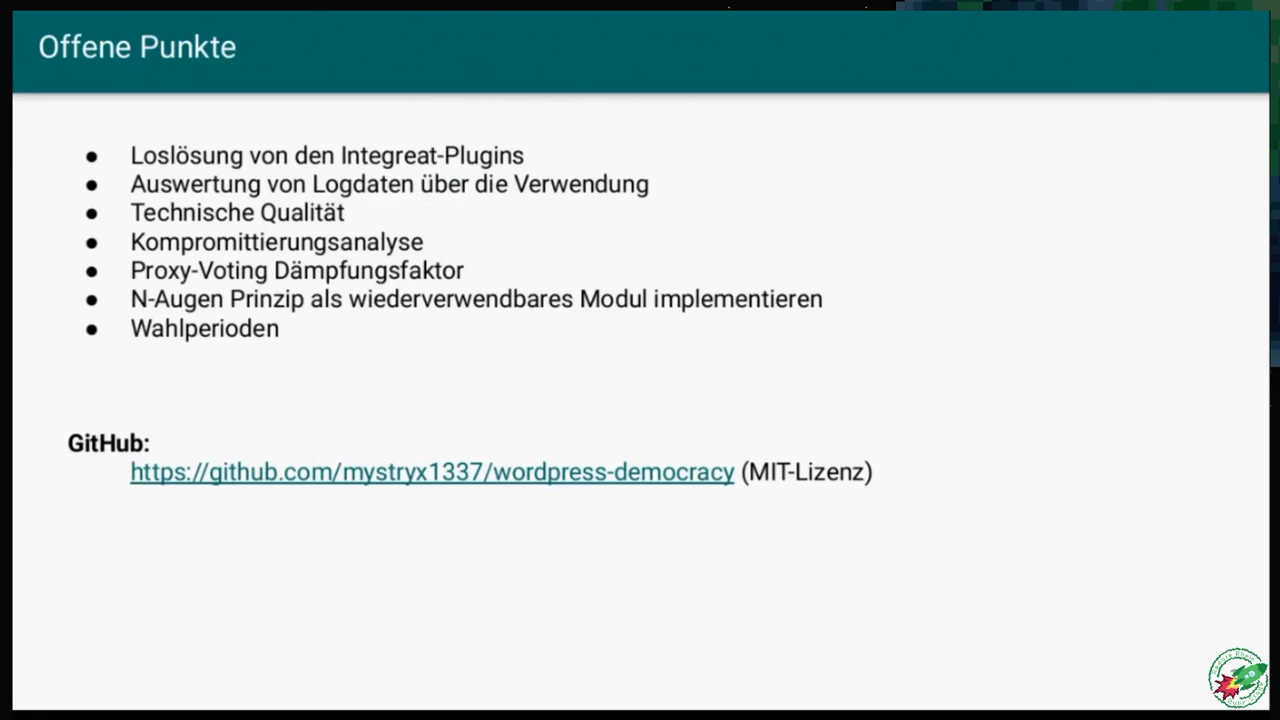 Offene Punkte
● Loslösung von den Integreat-Plugins
● Auswertung von Logdaten über die Verwendung
● Technische Qualität
● Kompromittierungsanalyse
● Proxy-Voting Dämpfungsfaktor
● N-Augen Prinzip als wiederverwendbares Modul implementieren
● Wahlperioden
GitHub:
https://github.com/mystryx1337/wordpress-democracy (MIT-Lizenz)